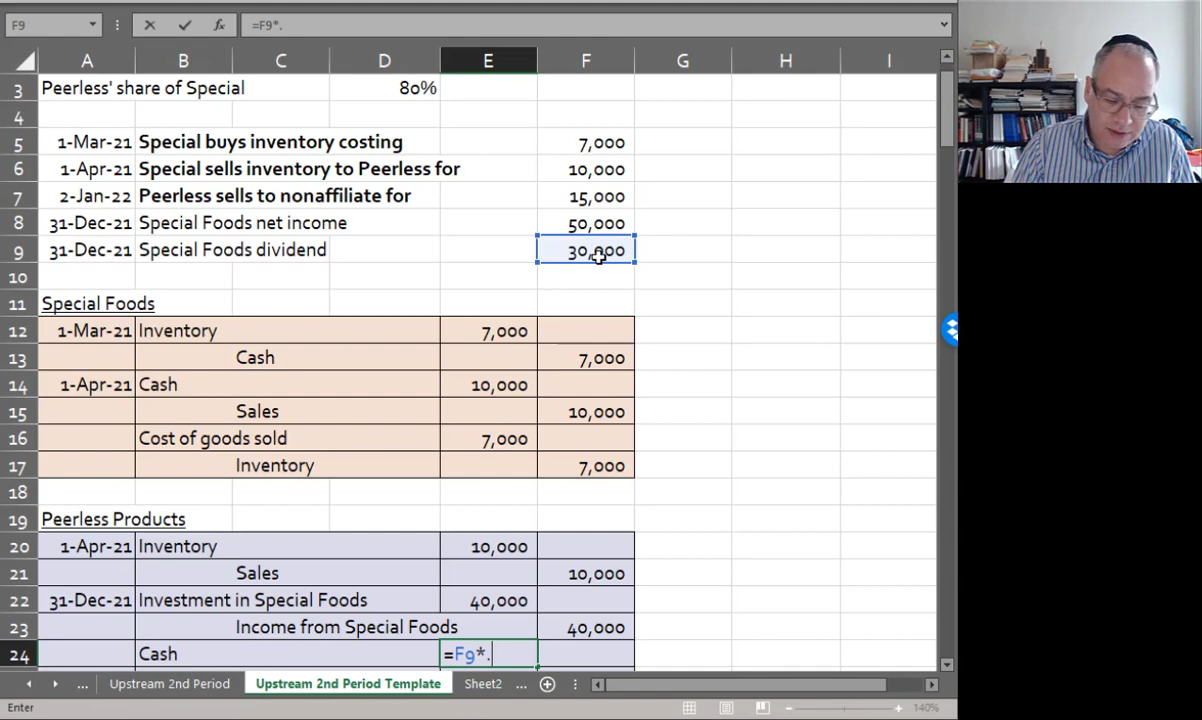 F9 =F9*.
A B C D E F G H I
3 Peerless' share of Special 80%
4
5 1-Mar-21 Special buys inventory costing 7,000
6 1-Apr-21 Special sells inventory to Peerless for 10,000
7 2-Jan-22 Peerless sells to nonaffiliate for 15,000
8 31-Dec-21 Special Foods net income 50,000
9 31-Dec-21 Special Foods dividend 30,000
10
11 Special Foods
12 1-Mar-21 Inventory 7,000
13 Cash 7,000
14 1-Apr-21 Cash 10,000
15 Sales 10,000
16 Cost of goods sold 7,000
17 Inventory 7,000
18
19 Peerless Products
20 1-Apr-21 Inventory 10,000
21 Sales 10,000
22 31-Dec-21 Investment in Special Foods 40,000
23 Income from Special Foods 40,000
24 Cash =F9*.
... Upstream 2nd Period Upstream 2nd Period Template Sheet2 ...
Enter 140%